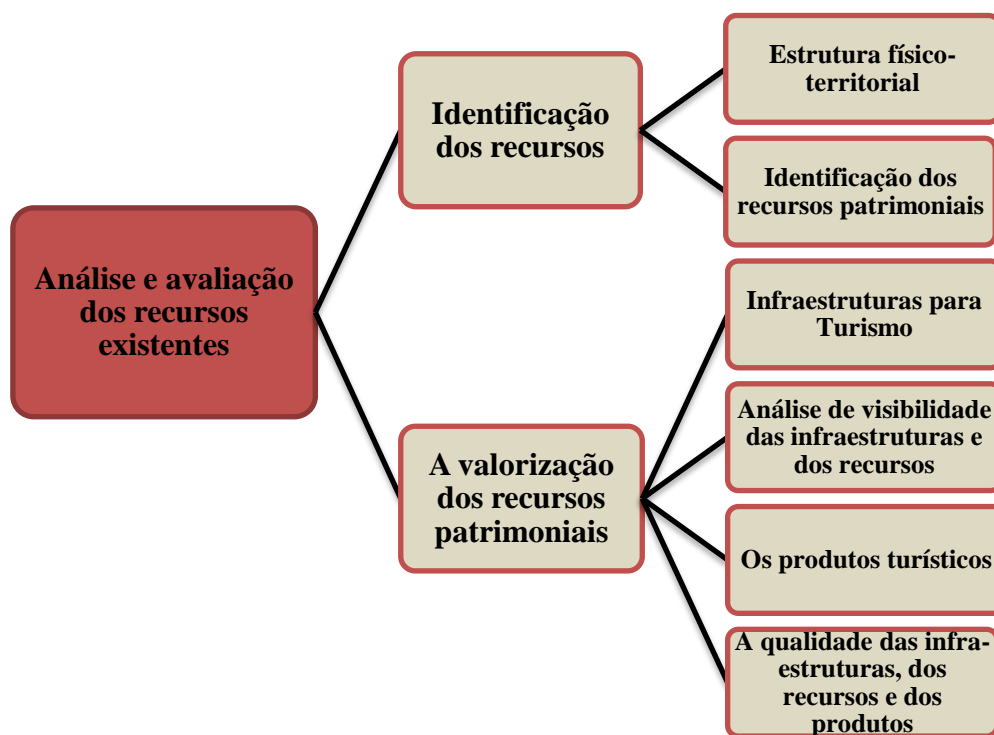 Análise e avaliação
dos recursos
existentes
Identificação
dos recursos
Estrutura físico-
territorial
Identificação dos
recursos patrimoniais
A valorização
dos recursos
patrimoniais
Infraestruturas para
Turismo
Análise de visibilidade
das infraestruturas e
dos recursos
Os produtos turísticos
A qualidade das infra-
estruturas, dos
recursos e dos
produtos